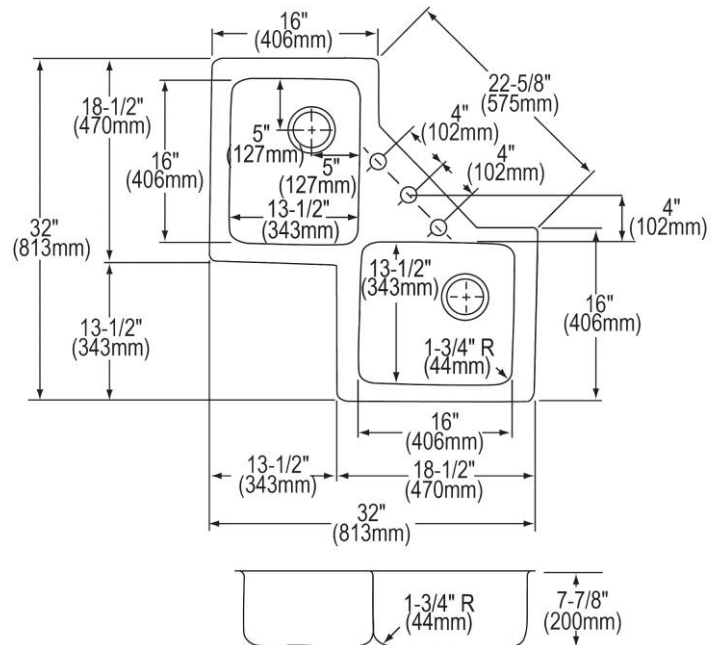 16"
(406mm)
22-5/8"
(575mm)
18-1/2"
(470mm)
4"
(102mm)
5"
(127mm)
4"
(102mm)
16"
(406mm)
5"
(127mm)
13-1/2"
(343mm)
4"
(102mm)
32"
(813mm)
13-1/2"
(343mm)
16"
(406mm)
13-1/2"
(343mm)
1-3/4" R
(44mm)
16"
(406mm)
13-1/2"
(343mm)
18-1/2"
(470mm)
32"
(813mm)
1-3/4" R
(44mm)
7-7/8"
(200mm)